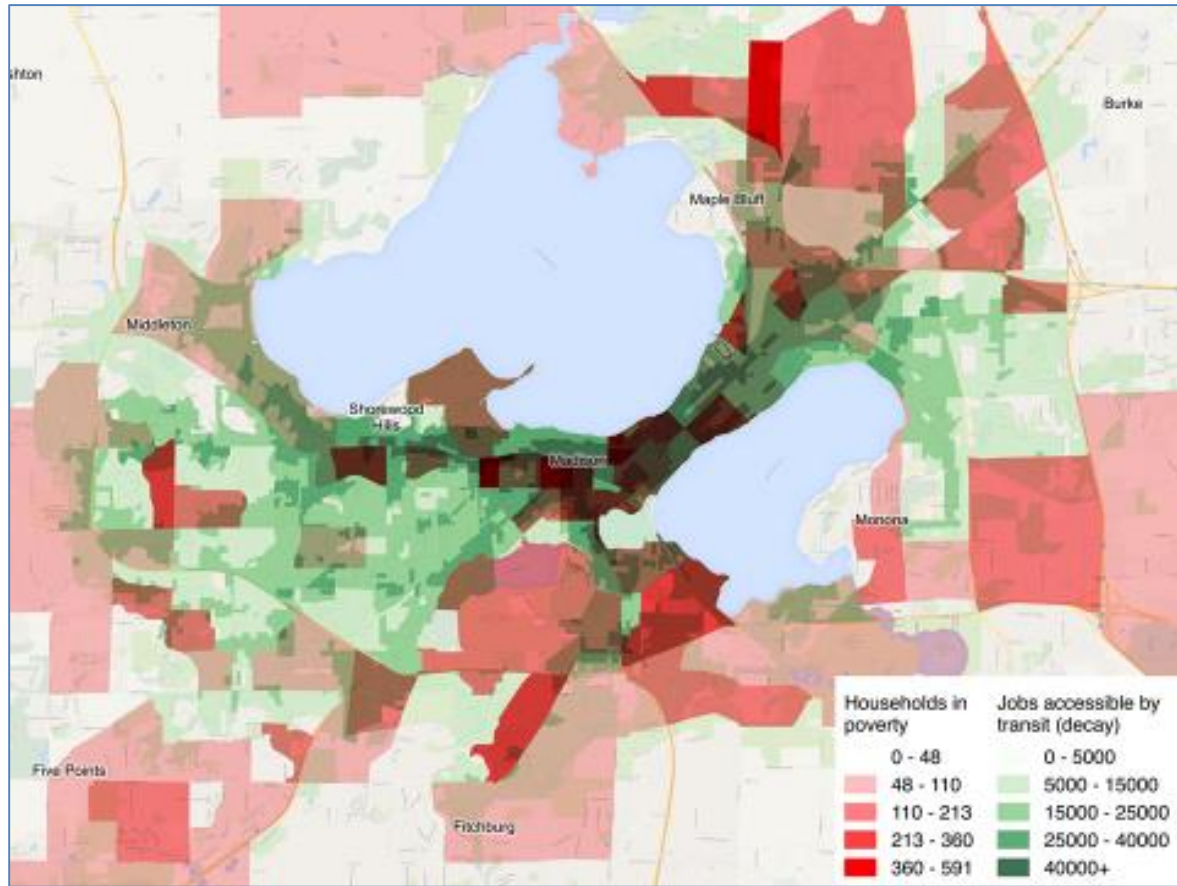 shton
Burke
Maple Bluff
Middleton
Shorewood
Hills
Madison
Monona
Five Points
Fitchburg
Households in
poverty
0 - 48
48 - 110
110 - 213
213 - 360
360 - 591
Jobs accessible by
transit (decay)
0 - 5000
5000 - 15000
15000 - 25000
25000 - 40000
40000+